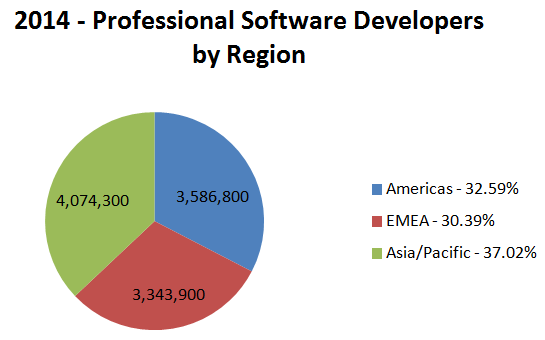 2014 - Professional Software Developers
by Region
4,074,300
3,586,800
3,343,900
Americas - 32.59%
EMEA - 30.39%
Asia/Pacific - 37.02%